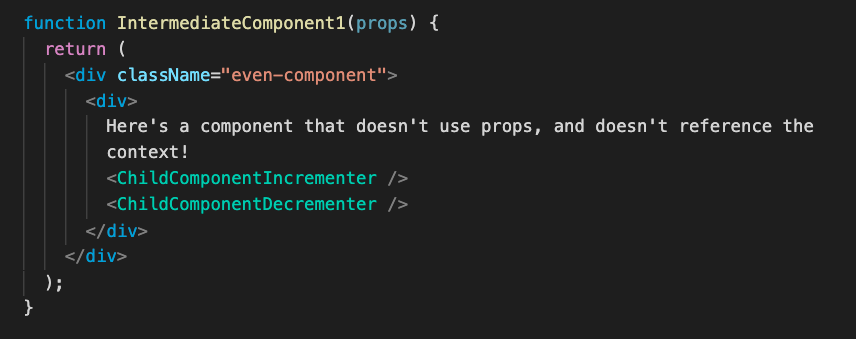 function IntermediateComponent1(props) {
return (
<div className="even-component">
<div>
Here's a component that doesn't use props, and doesn't reference the
context!
<ChildComponentIncrementer />
<ChildComponentDecrementer />
</div>
</div>
);
}